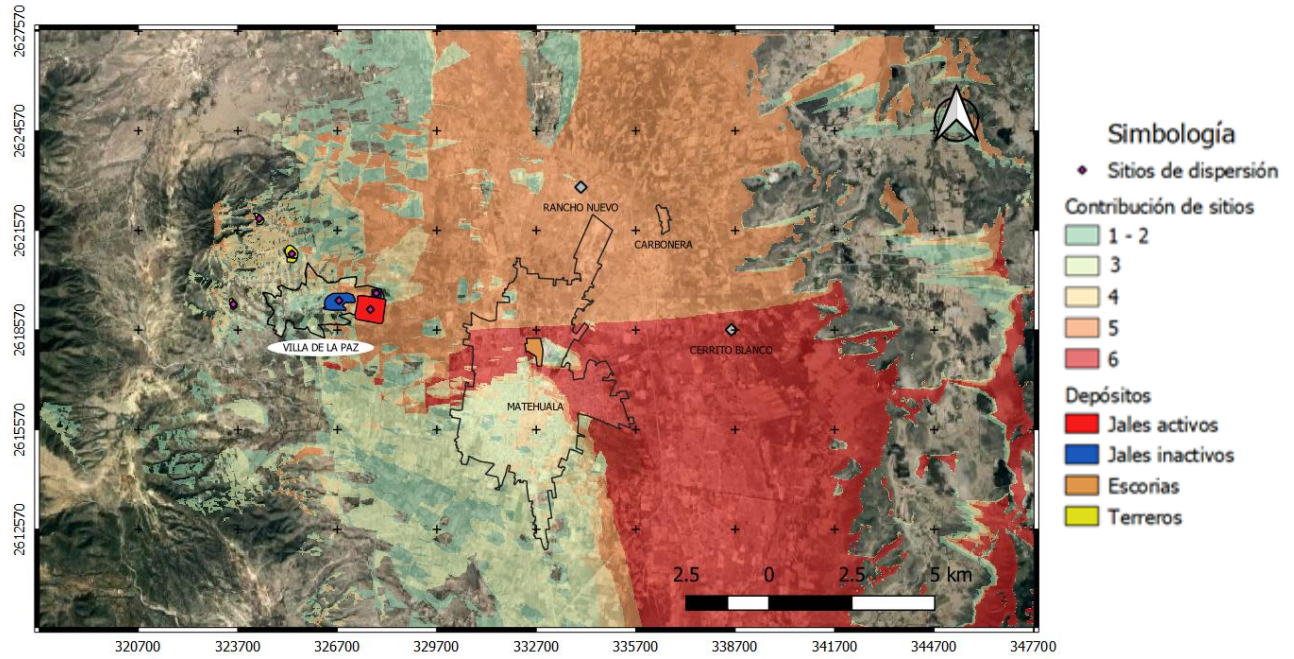 2627570
2624570
2621570
2618570
2615570
2612570
RANCHO NUEVO
CARBONERA
VILLA DE LA PAZ
CERRITO BLANCO
MATEHUALA
2.5 0 2.5 5 km
320700 323700 326700 329700 332700 335700 338700 341700 344700 347700
Simbología
Sitios de dispersión
Contribución de sitios
1 - 2
3
4
5
6
Depósitos
Jales activos
Jales inactivos
Escorias
Terreros